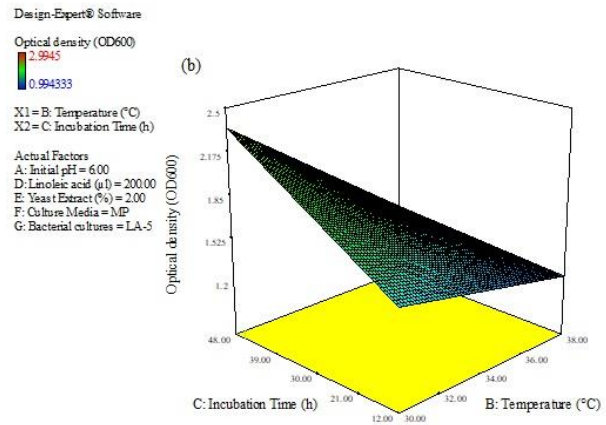 Design-Expert® Software
Optical density (OD600)
2.9945
0.994333
X1 = B: Temperature (°C)
X2 = C: Incubation Time (h)
Actual Factors
A: Initial pH = 6.00
D: Linoleic acid (µl) = 200.00
E: Yeast Extract (%) = 2.00
F: Culture Media = MP
G: Bacterial cultures = LA-5
(b)
2.5
2.175
1.85
1.525
1.2
Optical density (OD600)
48.00
39.00
30.00
21.00
12.00
C: Incubation Time (h)
30.00
32.00
34.00
36.00
38.00
B: Temperature (°C)